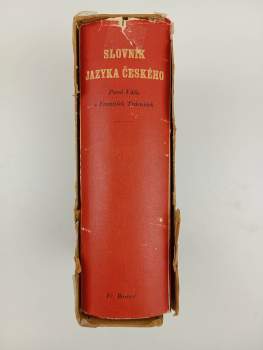 SLOVNÍK
JAZYKA ČESKÉHO
Pavel Váša
a František Trávníček
Fr. Borový